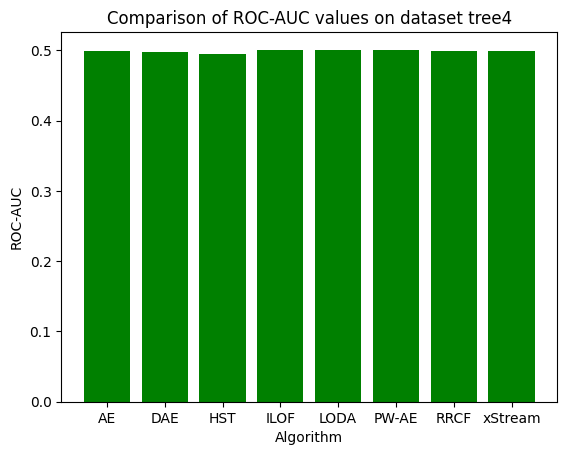 Comparison of ROC-AUC values on dataset tree4
ROC-AUC
0.5
0.4
0.3
0.2
0.1
0.0
AE DAE HST ILOF LODA PW-AE RRCF xStream
Algorithm